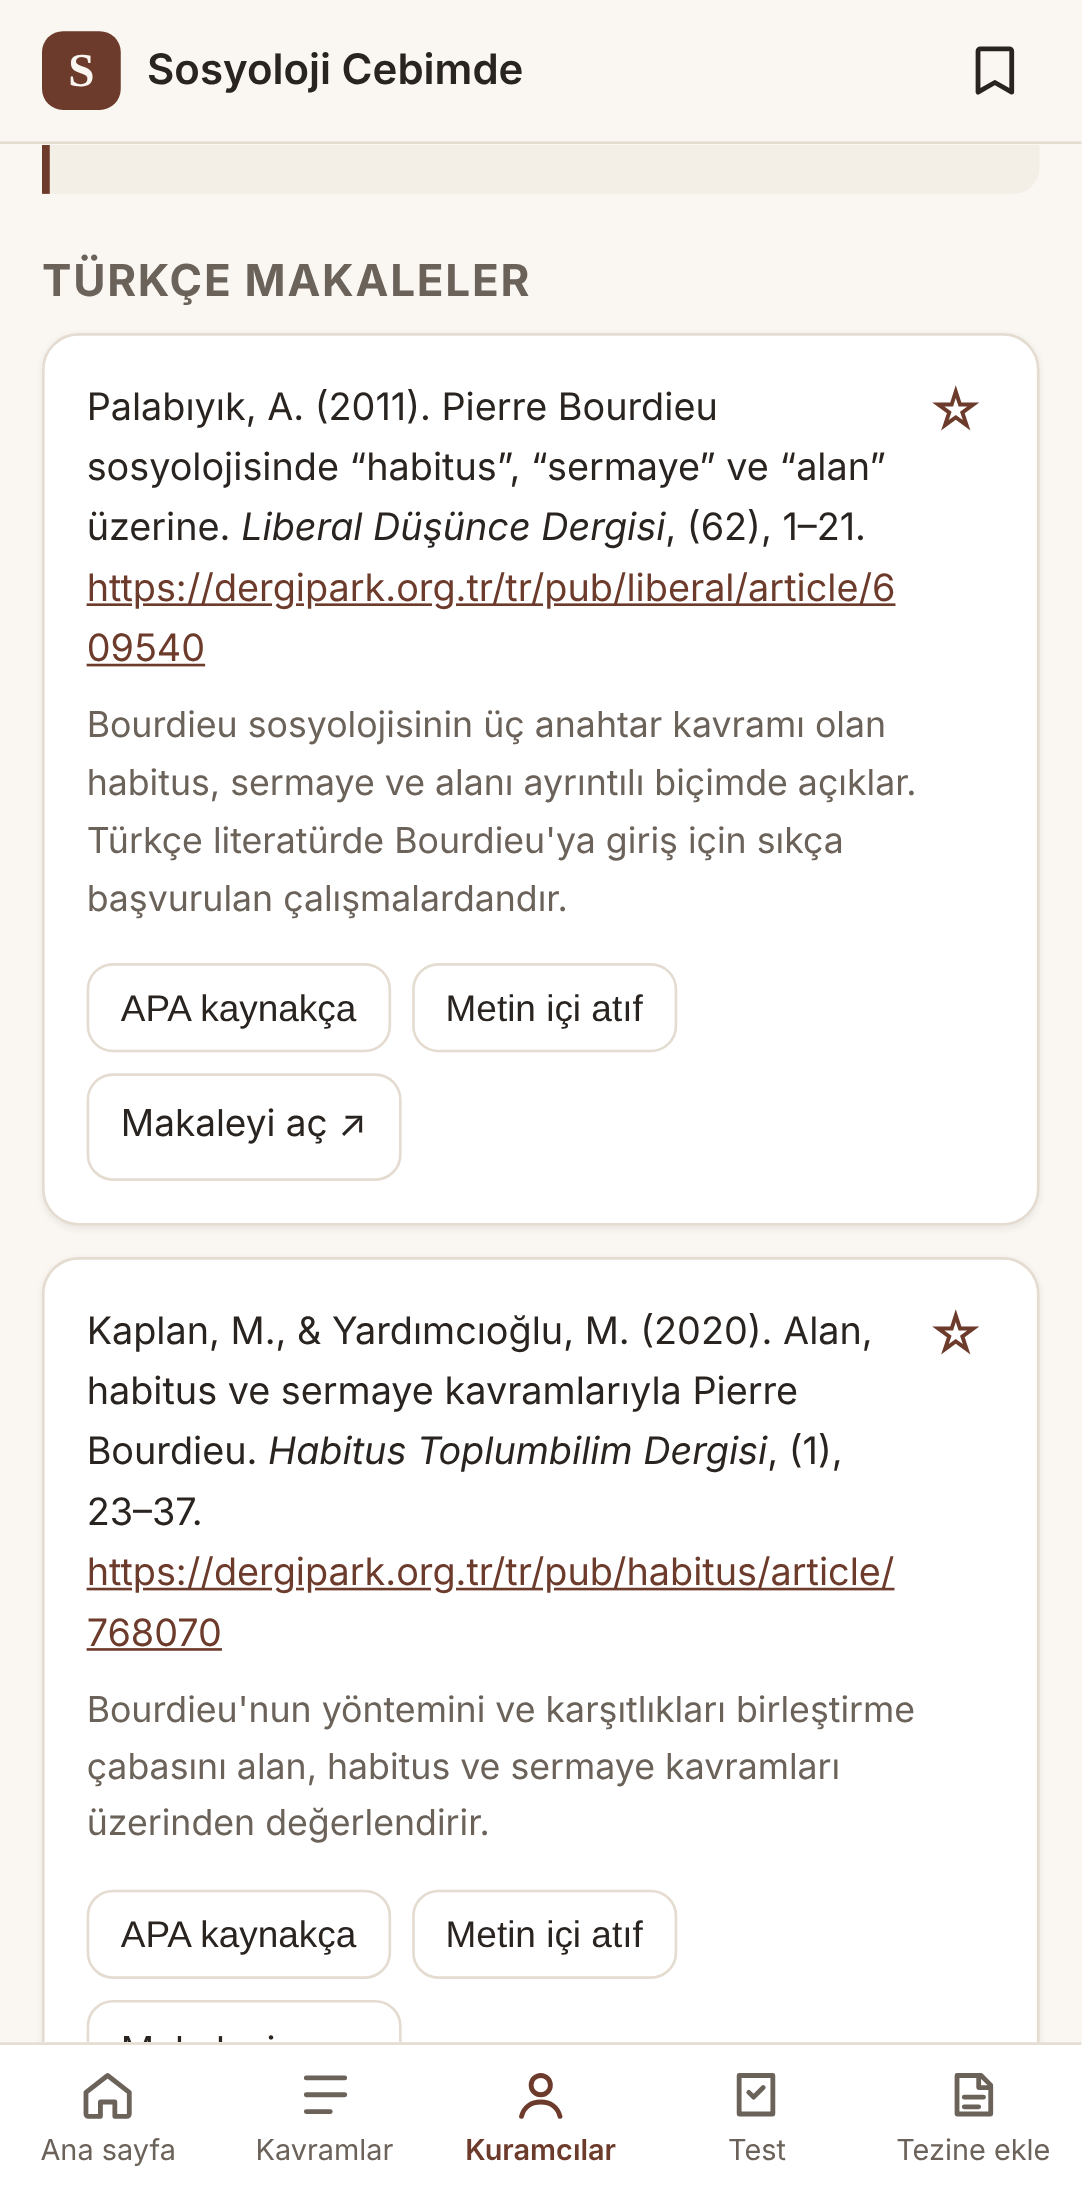 S Sosyoloji Cebimde
TÜRKÇE MAKALELER
Palabıyık, A. (2011). Pierre Bourdieu
sosyolojisinde “habitus”, “sermaye” ve “alan”
üzerine. Liberal Düşünce Dergisi, (62), 1–21.
https://dergipark.org.tr/tr/pub/liberal/article/6
09540
Bourdieu sosyolojisinin üç anahtar kavramı olan
habitus, sermaye ve alanı ayrıntılı biçimde açıklar.
Türkçe literatürde Bourdieu'ya giriş için sıkça
başvurulan çalışmalardandır.
APA kaynakça Metin içi atıf
Makaleyi aç ↗
Kaplan, M., & Yardımcıoğlu, M. (2020). Alan,
habitus ve sermaye kavramlarıyla Pierre
Bourdieu. Habitus Toplumbilim Dergisi, (1),
23–37.
https://dergipark.org.tr/tr/pub/habitus/article/
768070
Bourdieu'nun yöntemini ve karşıtlıkları birleştirme
çabasını alan, habitus ve sermaye kavramları
üzerinden değerlendirir.
APA kaynakça Metin içi atıf
Ana sayfa Kavramlar Kuramcılar Test Tezine ekle